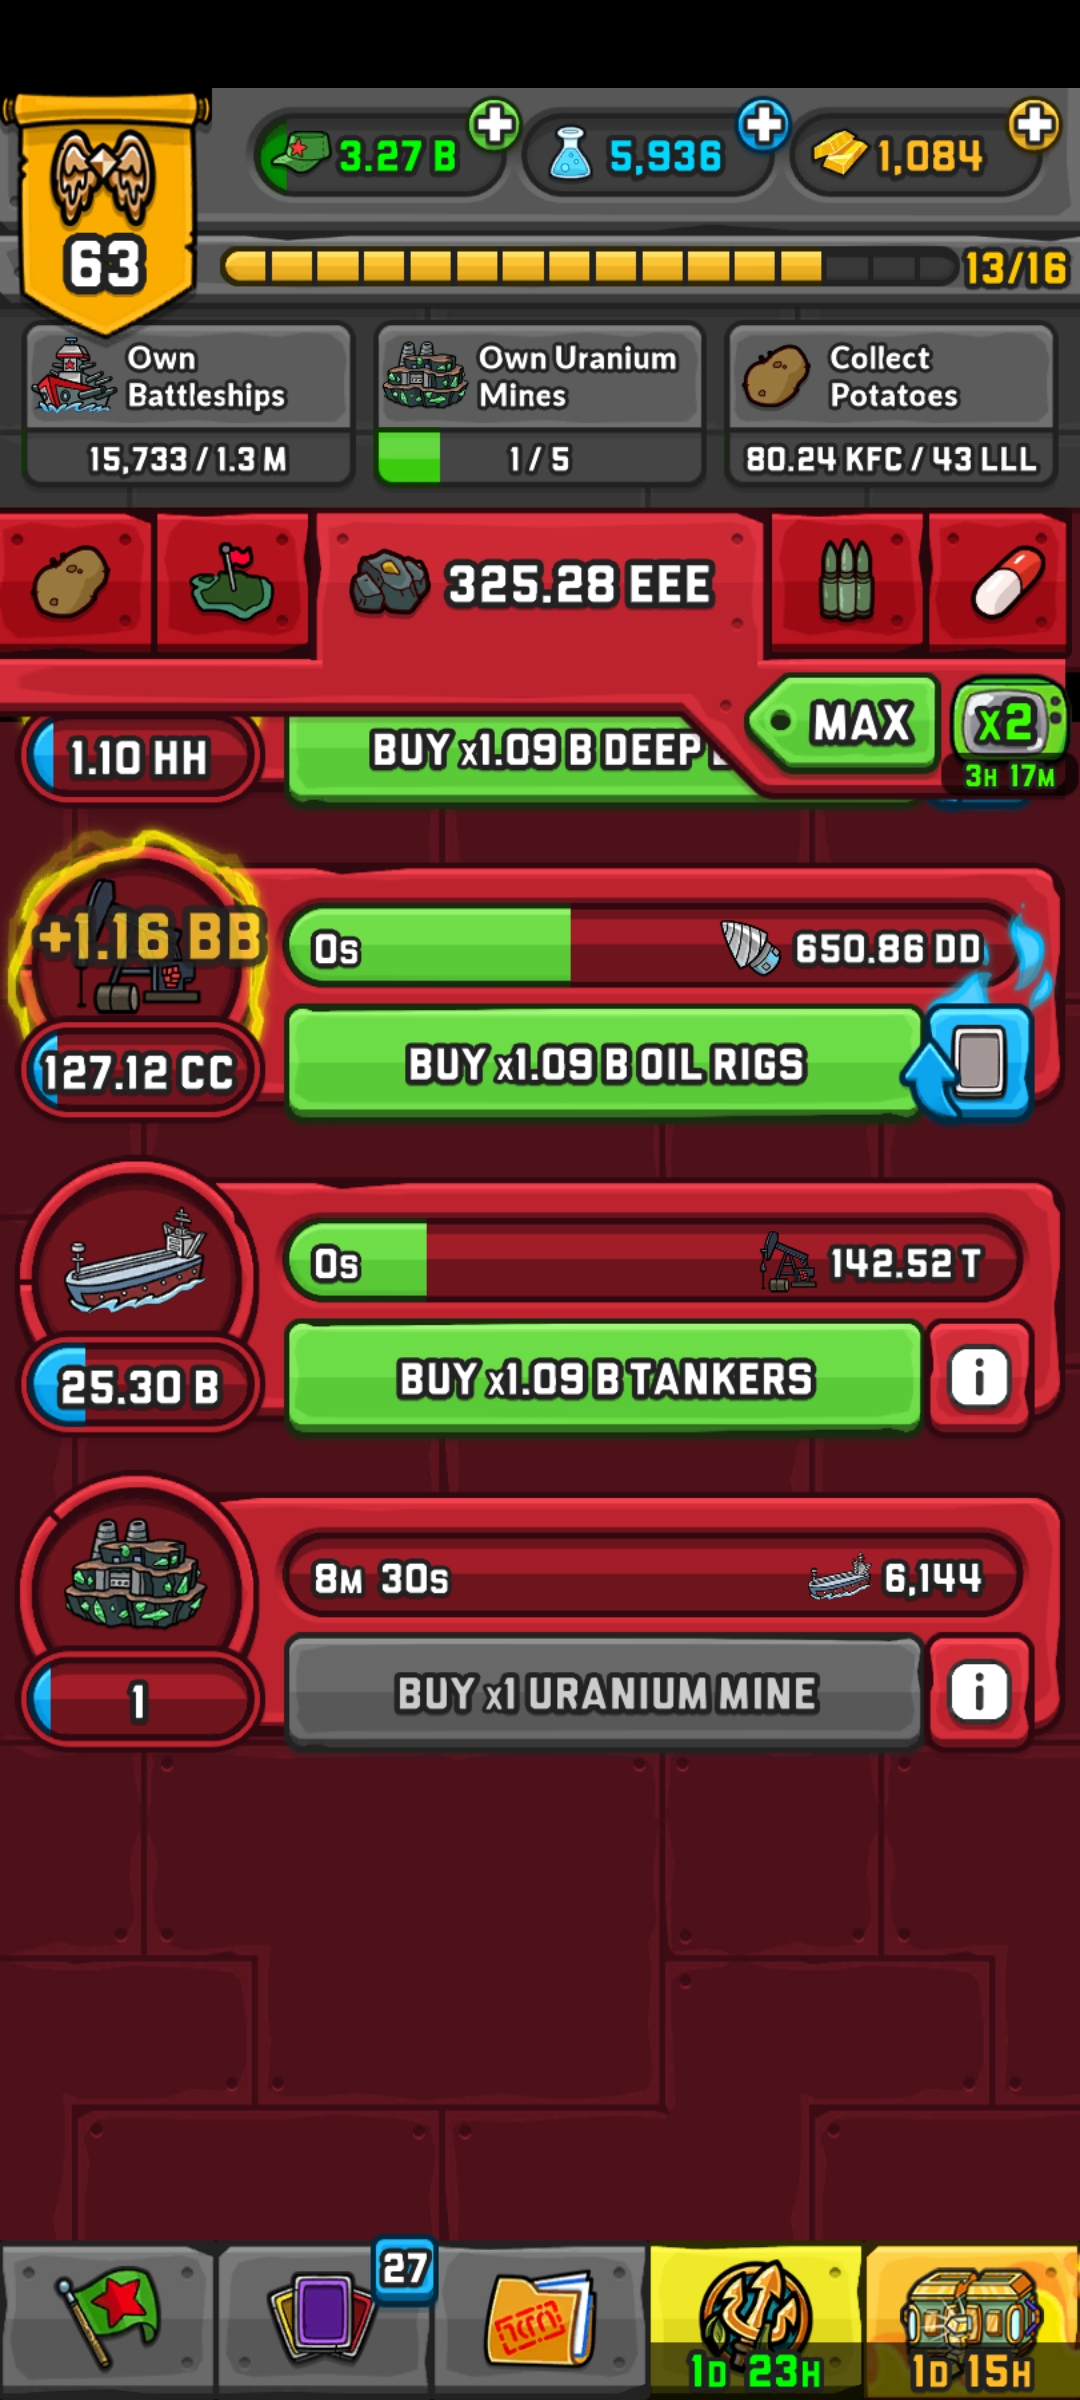 63
3.27 B
5,936
1,084
13/16
Own
Battleships
15,733 / 1.3 M
Own Uranium
Mines
1 / 5
Collect
Potatoes
80.24 KFC / 43 LLL
325.28 EEE
MAX
x2
3H 17M
1.10 HH
BUY x1.09 B DEEP
+1.16 BB
0s
650.86 DD
127.12 CC
BUY x1.09 B OIL RIGS
0s
142.52 T
25.30 B
BUY x1.09 B TANKERS
i
8M 30s
6,144
1
BUY x1 URANIUM MINE
i
27
1D 23H
1D 15H